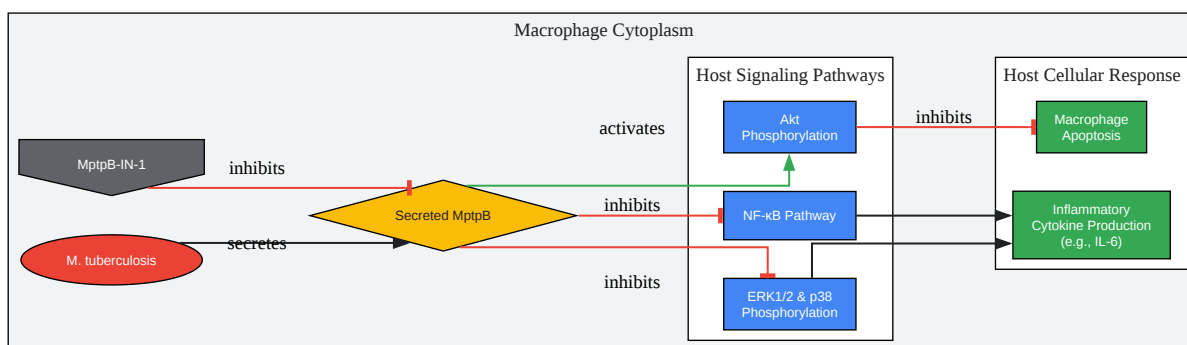 Macrophage Cytoplasm
Host Signaling Pathways
Host Cellular Response
activates
Akt
Phosphorylation
inhibits
Macrophage
Apoptosis
MptpB-IN-1
inhibits
Secreted MptpB
inhibits
NF-κB Pathway
Inflammatory
Cytokine Production
(e.g., IL-6)
M. tuberculosis
secretes
inhibits
ERK1/2 & p38
Phosphorylation